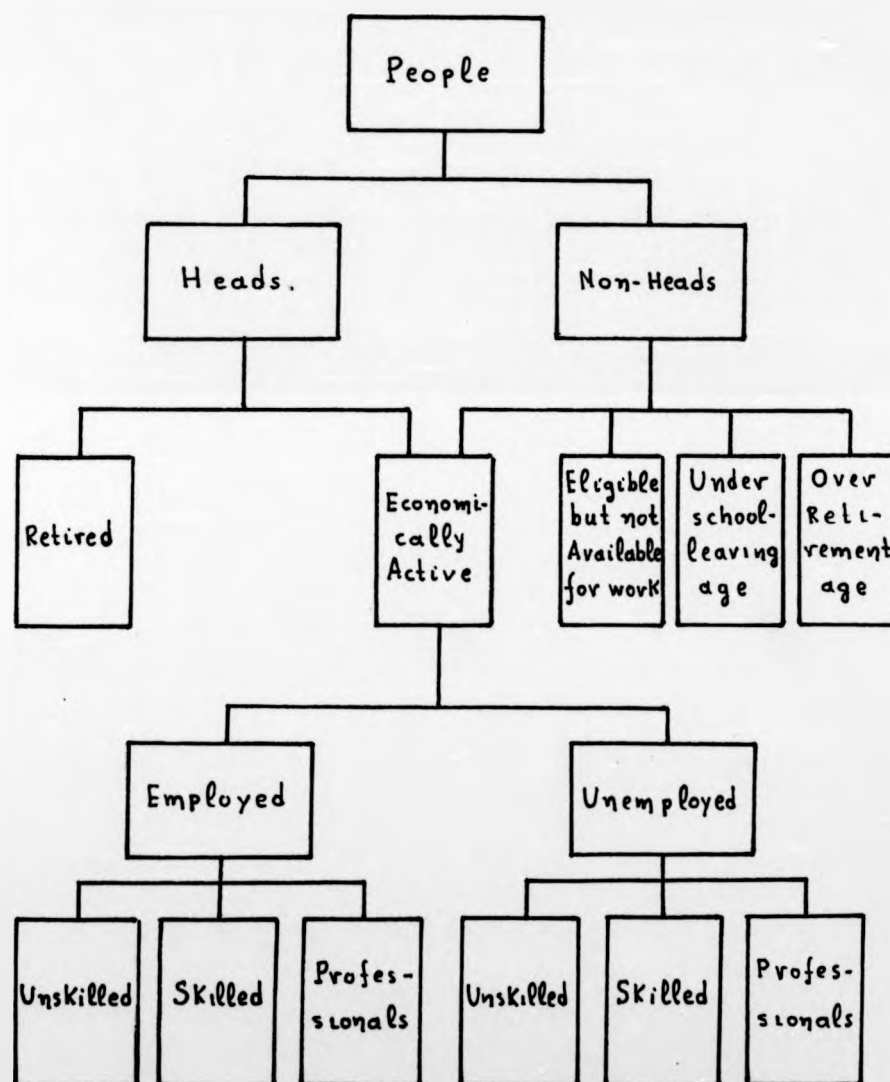 People
Heads.
Non-Heads
Retired
Economi-
cally
Active
Eligible
but not
Available
for work
Under
school-
leaving
age
Over
Reti-
rement
age
Employed
Unemployed
Unskilled
Skilled
Profes-
sionals
Unskilled
Skilled
Profes-
sionals